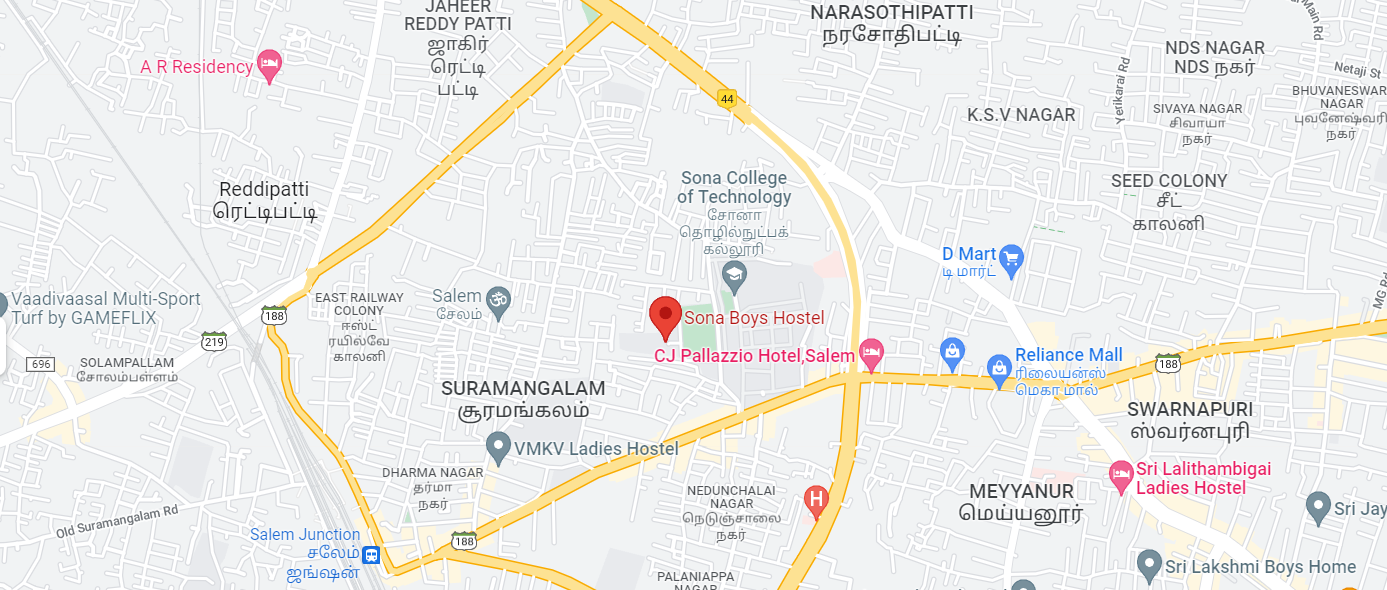 JAHEER
REDDY PATTI
ஜாகிர்
ரெட்டி
பட்டி
NARASOTHIPATTI
நரசோதிபட்டி
Main Rd
NDS NAGAR
NDS நகர்
Netaji St
A R Residency
44
Yerikarai Rd
BHUVANESWAR
NAGAR
புவனேஷ்வரி
நகர்
K.S.V NAGAR
SIVAYA NAGAR
சிவாயா
நகர்
Reddipatti
ரெட்டிபட்டி
Sona College
of Technology
சோனா
தொழில்நுட்பக்
கல்லூரி
SEED COLONY
சீட்
காலனி
D Mart
டி மார்ட்
MG Rd
Vaadivaasal Multi-Sport
Turf by GAMEFLIX
188
EAST RAILWAY
COLONY
ஈஸ்ட்
ரயில்வே
காலனி
Salem
சேலம்
Sona Boys Hostel
219
696
SOLAMPALLAM
சோலம்பள்ளம்
CJ Pallazzio Hotel,Salem
Reliance Mall
ரிலையன்ஸ்
மெகா மால்
188
SURAMANGALAM
சூரமங்கலம்
SWARNAPURI
ஸ்வர்னபுரி
VMKV Ladies Hostel
DHARMA NAGAR
தர்மா
நகர்
Sri Lalithambigai
Ladies Hostel
NEDUNCHALAI
NAGAR
நெடுஞ்சாலை
நகர்
H
MEYYANUR
மெய்யனூர்
Sri Jay
Old Suramangalam Rd
Salem Junction
சலேம்
ஜங்ஷன்
188
Sri Lakshmi Boys Home
PALANIAPPA
NAGAR